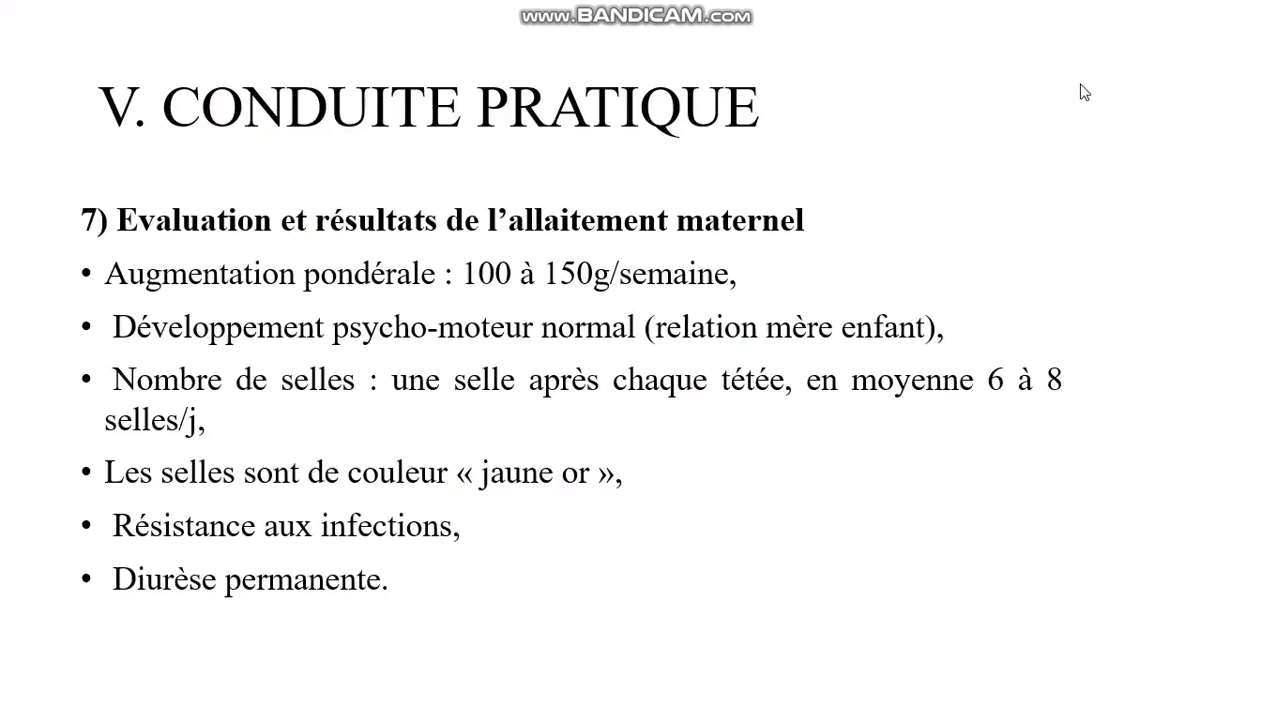 www.BANDICAM.com
V. CONDUITE PRATIQUE
7) Evaluation et résultats de l’allaitement maternel
• Augmentation pondérale : 100 à 150g/semaine,
• Développement psycho-moteur normal (relation mère enfant),
• Nombre de selles : une selle après chaque tétée, en moyenne 6 à 8
selles/j,
• Les selles sont de couleur « jaune or »,
• Résistance aux infections,
• Diurèse permanente.